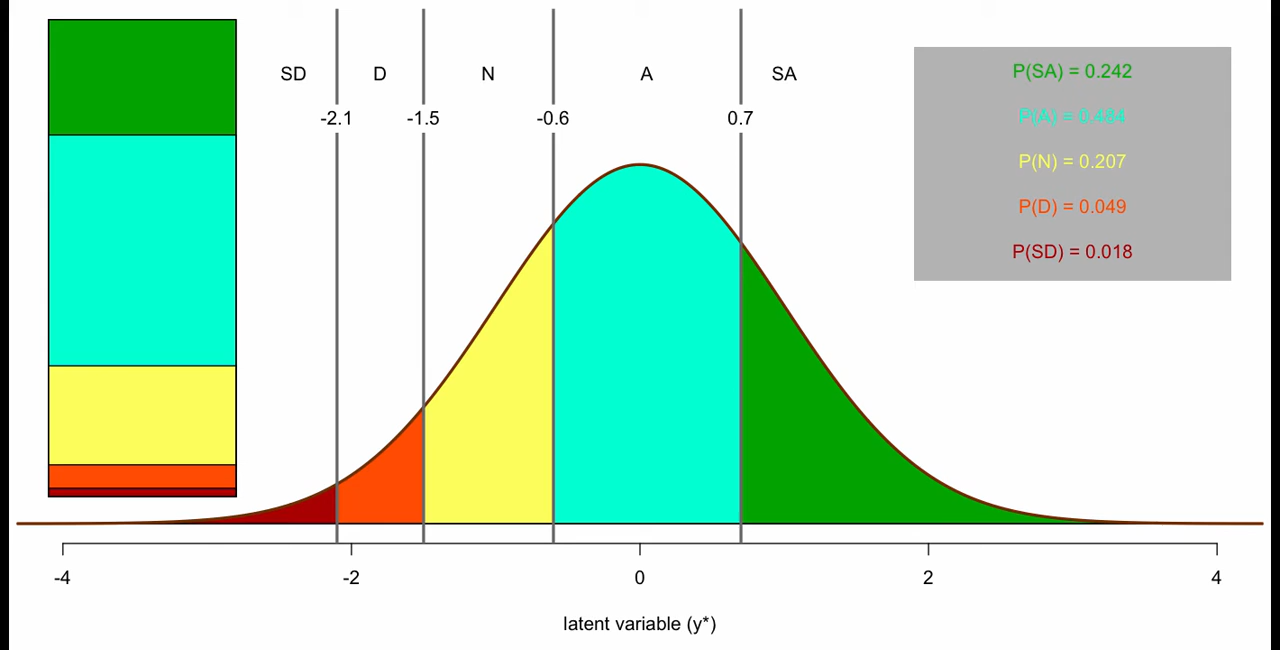 SD D N A SA
-2.1 -1.5 -0.6 0.7
P(SA) = 0.242
P(A) = 0.484
P(N) = 0.207
P(D) = 0.049
P(SD) = 0.018
-4 -2 0 2 4
latent variable (y*)